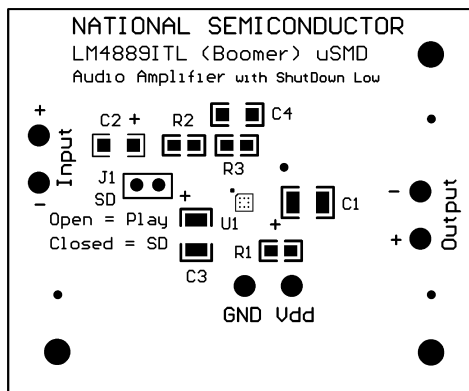 NATIONAL SEMICONDUCTOR
LM4889ITL (Boomer) uSMD
Audio Amplifier with ShutDown Low
+
Input
-
C2 +
R2
C4
R3
J1
SD
Open = Play
Closed = SD
+
U1
+
C1
C3
R1
-
Output
+
GND Vdd